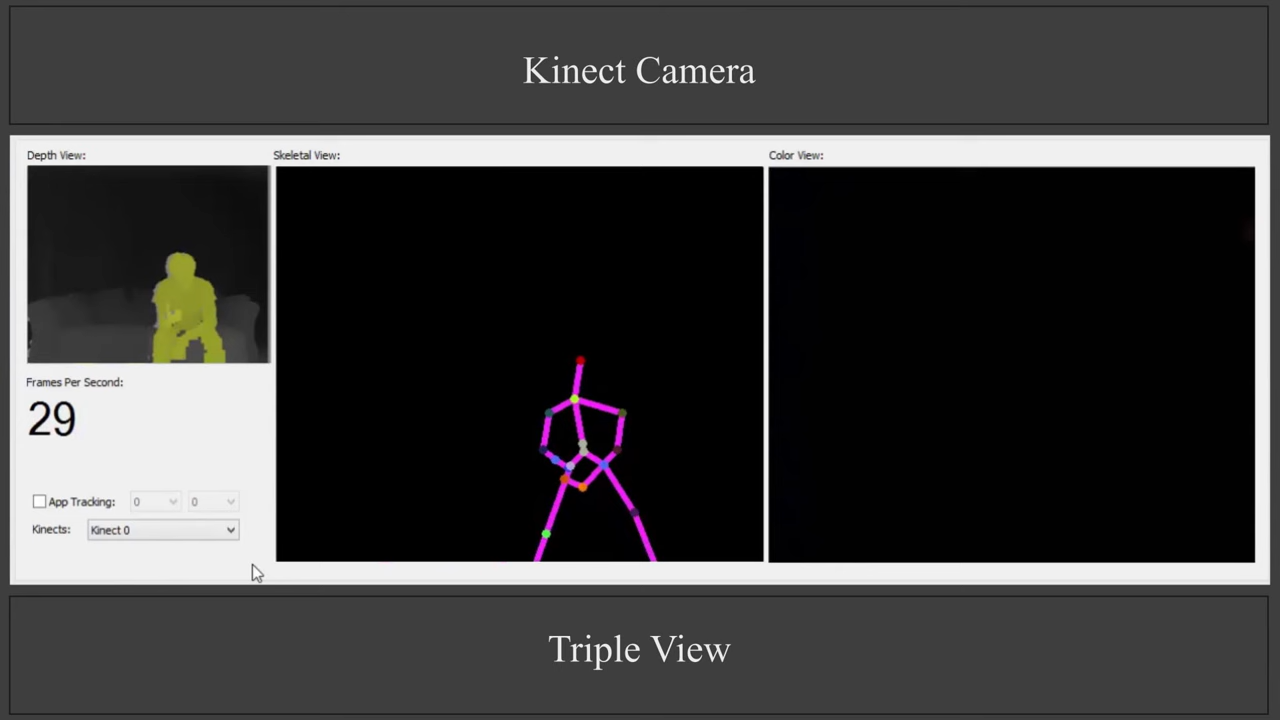 Kinect Camera
Depth View:
Skeletal View:
Color View:
Frames Per Second:
29
App Tracking: 0 0
Kinects: Kinect 0
Triple View